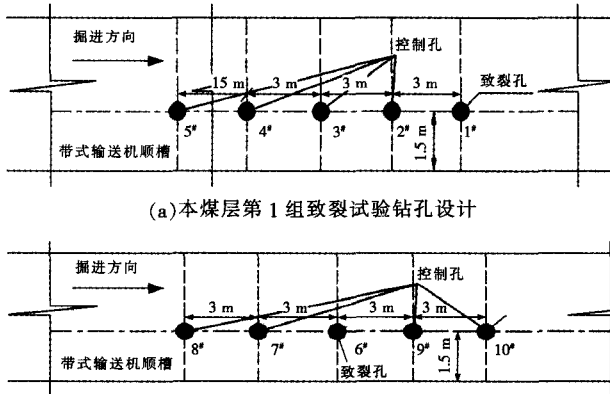 掘进方向
控制孔
15 m
3 m
3 m
3 m
致裂孔
5#
4#
3#
2#
1#
1.5 m
带式输送机顺槽
(a)本煤层第 1 组致裂试验钻孔设计
掘进方向
控制孔
3 m
3 m
3 m
3 m
8#
7#
6#
9#
10#
致裂孔
1.5 m
带式输送机顺槽